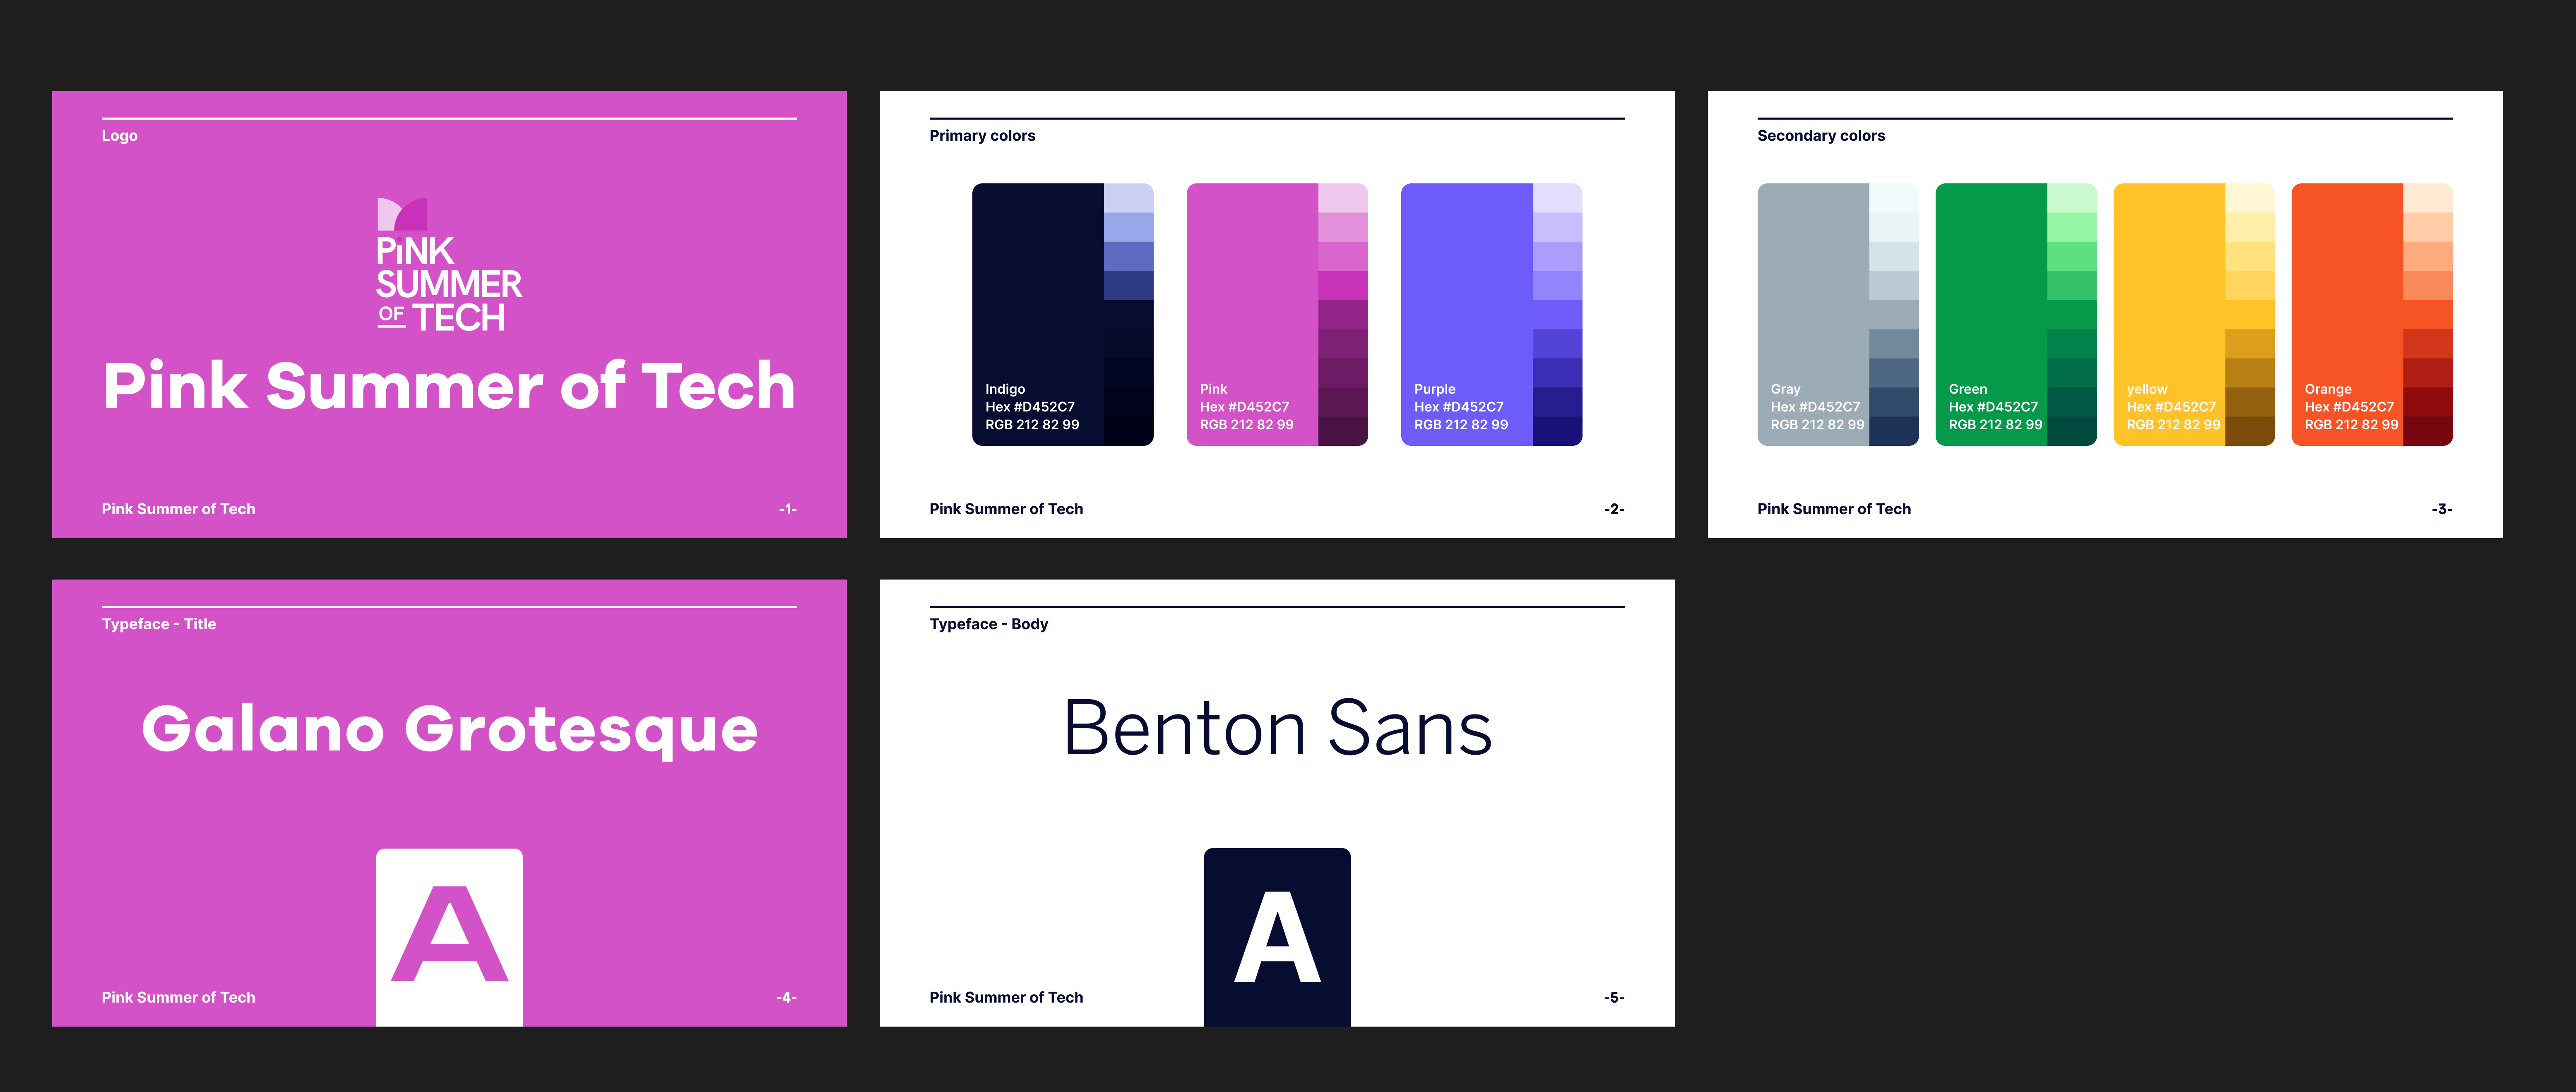 Logo
PiNK
SUMMER
OF TECH
Pink Summer of Tech
Pink Summer of Tech
-1-
Primary colors
Indigo
Hex #D452C7
RGB 212 82 99
Pink
Hex #D452C7
RGB 212 82 99
Purple
Hex #D452C7
RGB 212 82 99
Pink Summer of Tech
-2-
Secondary colors
Gray
Hex #D452C7
RGB 212 82 99
Green
Hex #D452C7
RGB 212 82 99
yellow
Hex #D452C7
RGB 212 82 99
Orange
Hex #D452C7
RGB 212 82 99
Pink Summer of Tech
-3-
Typeface - Title
Galano Grotesque
A
Pink Summer of Tech
-4-
Typeface - Body
Benton Sans
A
Pink Summer of Tech
-5-